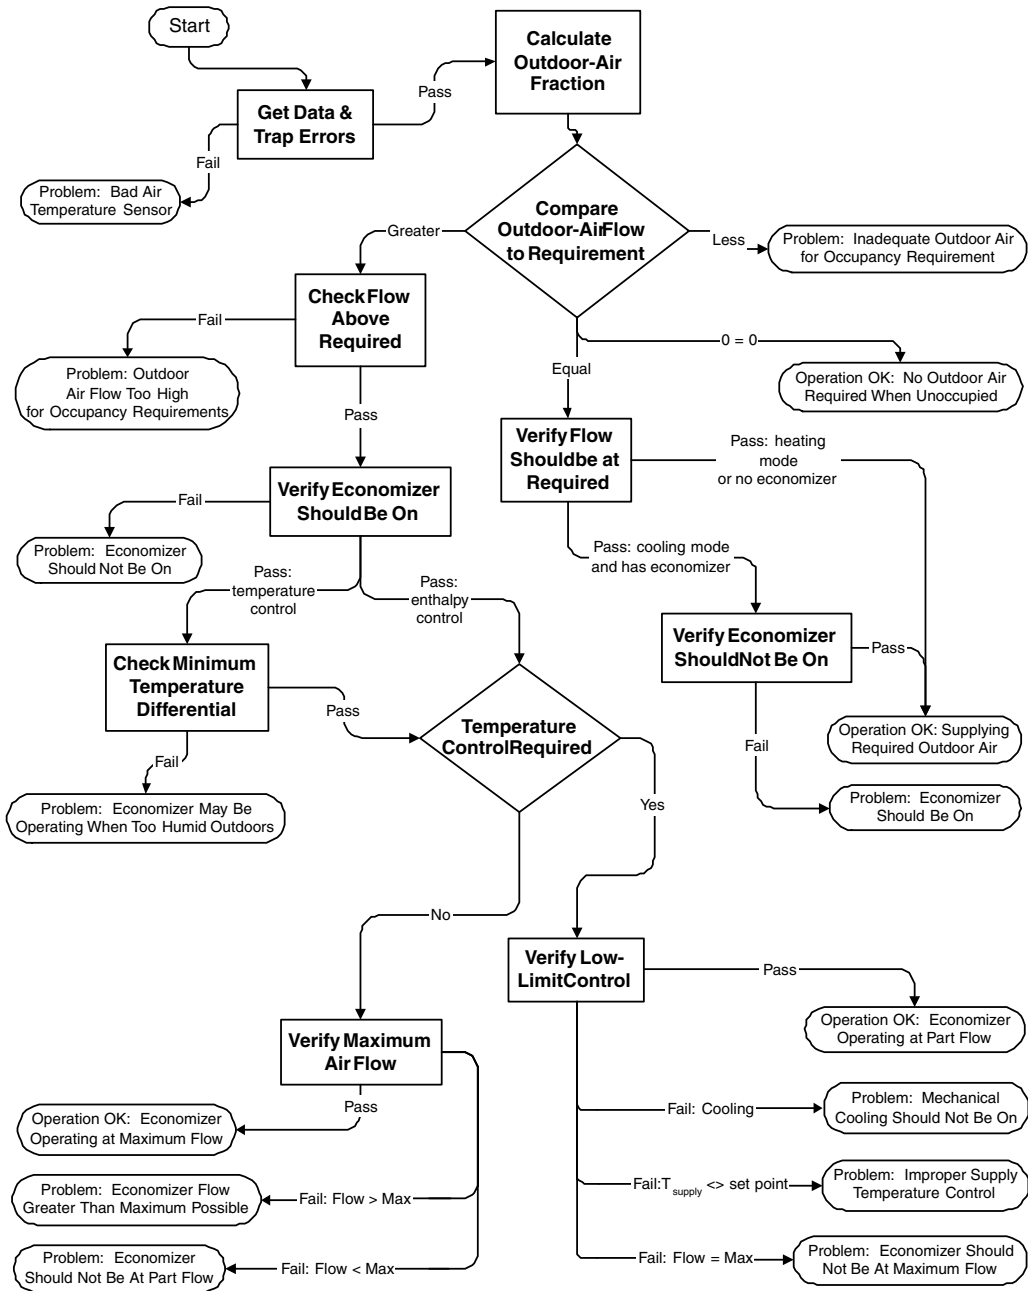 Start
Calculate
Outdoor-Air
Fraction
Pass
Get Data &
Trap Errors
Fail
Problem: Bad Air
Temperature Sensor
Compare
Outdoor-AirFlow
to Requirement
Greater
Less
Problem: Inadequate Outdoor Air
for Occupancy Requirement
Check Flow
Above
Required
Fail
Problem: Outdoor
Air Flow Too High
for Occupancy Requirements
0 = 0
Equal
Operation OK: No Outdoor Air
Required When Unoccupied
Pass
Verify Flow
Shouldbe at
Required
Pass: heating
mode
or no economizer
Verify Economizer
ShouldBe On
Fail
Problem: Economizer
Should Not Be On
Pass: cooling mode
and has economizer
Pass:
temperature
control
Pass:
enthalpy
control
Verify Economizer
ShouldNot Be On
Pass
Check Minimum
Temperature
Differential
Pass
Temperature
ControlRequired
Operation OK: Supplying
Required Outdoor Air
Fail
Fail
Problem: Economizer May Be
Operating When Too Humid Outdoors
Yes
Problem: Economizer
Should Be On
No
Verify Low-
LimitControl
Pass
Operation OK: Economizer
Operating at Part Flow
Verify Maximum
Air Flow
Pass
Operation OK: Economizer
Operating at Maximum Flow
Fail: Cooling
Problem: Mechanical
Cooling Should Not Be On
Problem: Economizer Flow
Greater Than Maximum Possible
Fail: Flow > Max
Fail:T supply <> set point
Problem: Improper Supply
Temperature Control
Problem: Economizer
Should Not Be At Part Flow
Fail: Flow < Max
Fail: Flow = Max
Problem: Economizer Should
Not Be At Maximum Flow